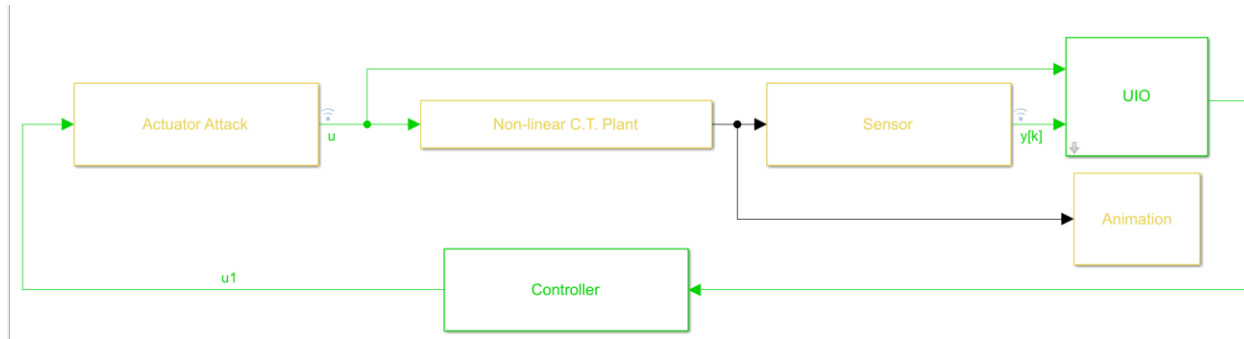 UIO
Actuator Attack
Non-linear C.T. Plant
Sensor
u
y[k]
Animation
u1
Controller